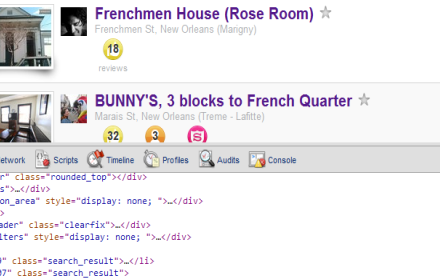 Frenchmen House (Rose Room)
Frenchmen St, New Orleans (Marigny)
18
reviews
BUNNY'S, 3 blocks to French Quarter
Marais St, New Orleans (Treme - Lafitte)
32 3 S
etwork Scripts Timeline Profiles Audits Console
r" class="rounded_top"></div>
s">…</div>
on_area" style="display: none; ">…</div>
>
ader" class="clearfix">…</div>
lters" style="display: none; ">…</div>
9" class="search_result">…</li>
07" class="search_result">